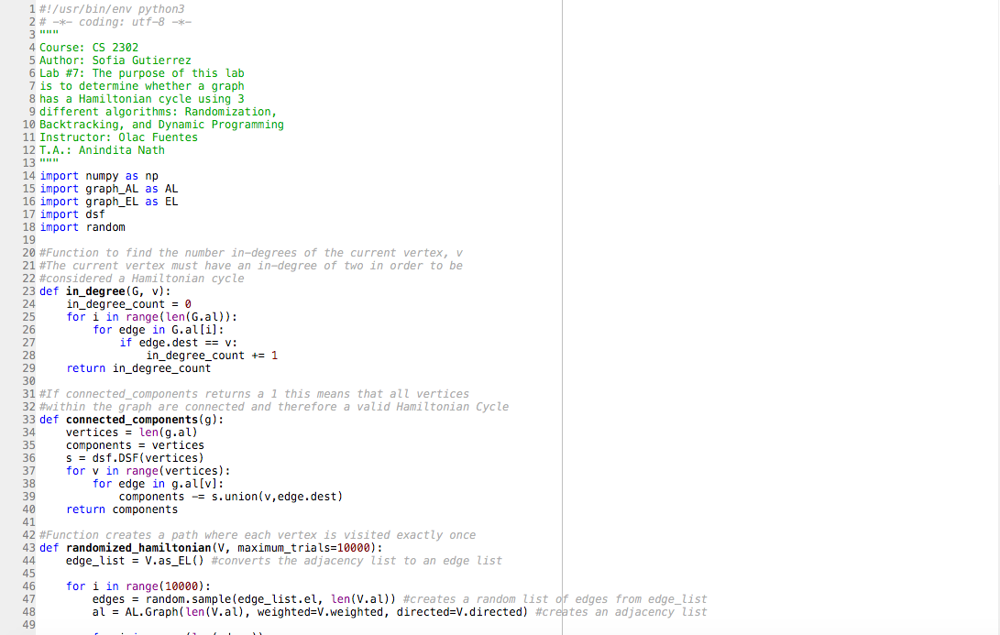 1 #!/usr/bin/env python3
2 # -*- coding: utf-8 -*-
3 """
4 Course: CS 2302
5 Author: Sofia Gutierrez
6 Lab #7: The purpose of this lab
7 is to determine whether a graph
8 has a Hamiltonian cycle using 3
9 different algorithms: Randomization,
10 Backtracking, and Dynamic Programming
11 Instructor: Olac Fuentes
12 T.A.: Anindita Nath
13 """
14 import numpy as np
15 import graph_AL as AL
16 import graph_EL as EL
17 import dsf
18 import random
19
20 #Function to find the number in-degrees of the current vertex, v
21 #The current vertex must have an in-degree of two in order to be
22 #considered a Hamiltonian cycle
23 def in_degree(G, v):
24     in_degree_count = 0
25     for i in range(len(G.al)):
26         for edge in G.al[i]:
27             if edge.dest == v:
28                 in_degree_count += 1
29     return in_degree_count
30
31 #If connected_components returns a 1 this means that all vertices
32 #within the graph are connected and therefore a valid Hamiltonian Cycle
33 def connected_components(g):
34     vertices = len(g.al)
35     components = vertices
36     s = dsf.DSF(vertices)
37     for v in range(vertices):
38         for edge in g.al[v]:
39             components -= s.union(v,edge.dest)
40     return components
41
42 #Function creates a path where each vertex is visited exactly once
43 def randomized_hamiltonian(V, maximum_trials=10000):
44     edge_list = V.as_EL() #converts the adjacency list to an edge list
45
46     for i in range(10000):
47         edges = random.sample(edge_list.el, len(V.al)) #creates a random list of edges from edge_list
48         al = AL.Graph(len(V.al), weighted=V.weighted, directed=V.directed) #creates an adjacency list
49